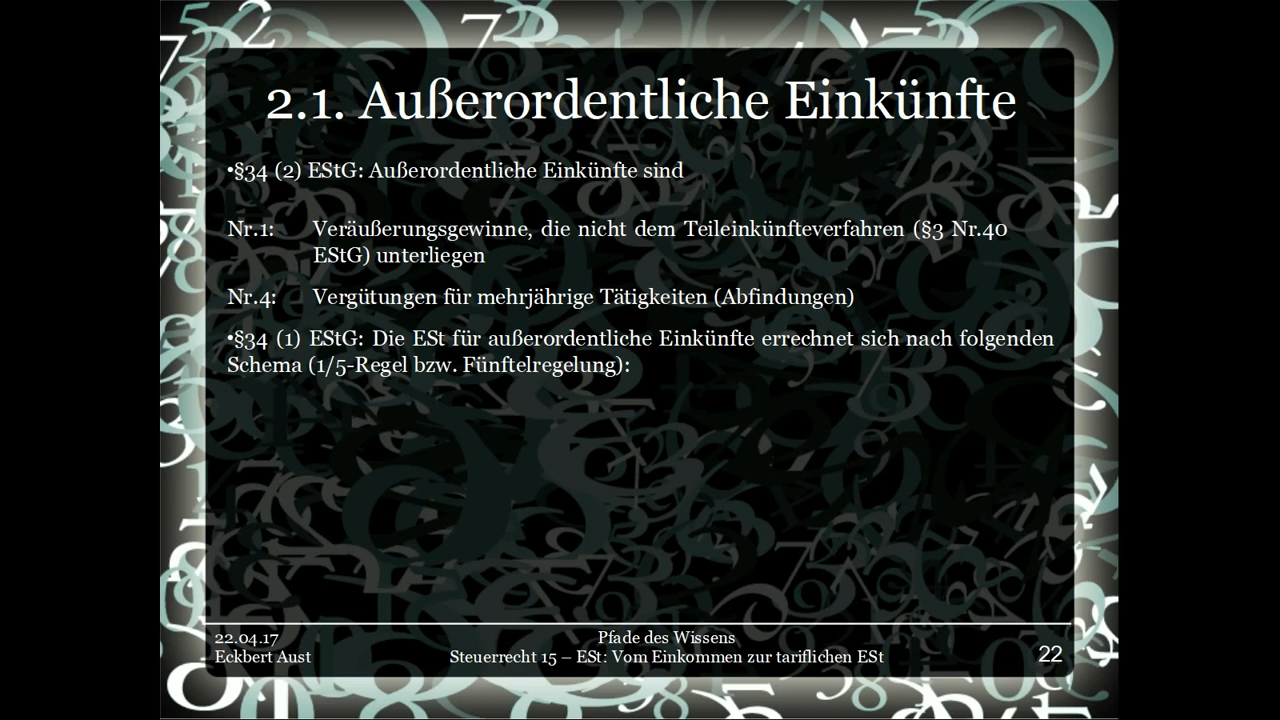 2.1. Außerordentliche Einkünfte
•§34 (2) EStG: Außerordentliche Einkünfte sind
Nr.1: Veräußerungsgewinne, die nicht dem Teileinkünfteverfahren (§3 Nr.40
EStG) unterliegen
Nr.4: Vergütungen für mehrjährige Tätigkeiten (Abfindungen)
•§34 (1) EStG: Die ESt für außerordentliche Einkünfte errechnet sich nach folgenden
Schema (1/5-Regel bzw. Fünftelregelung):
22.04.17
Eckbert Aust
Pfade des Wissens
Steuerrecht 15 – ESt: Vom Einkommen zur tariflichen ESt
22